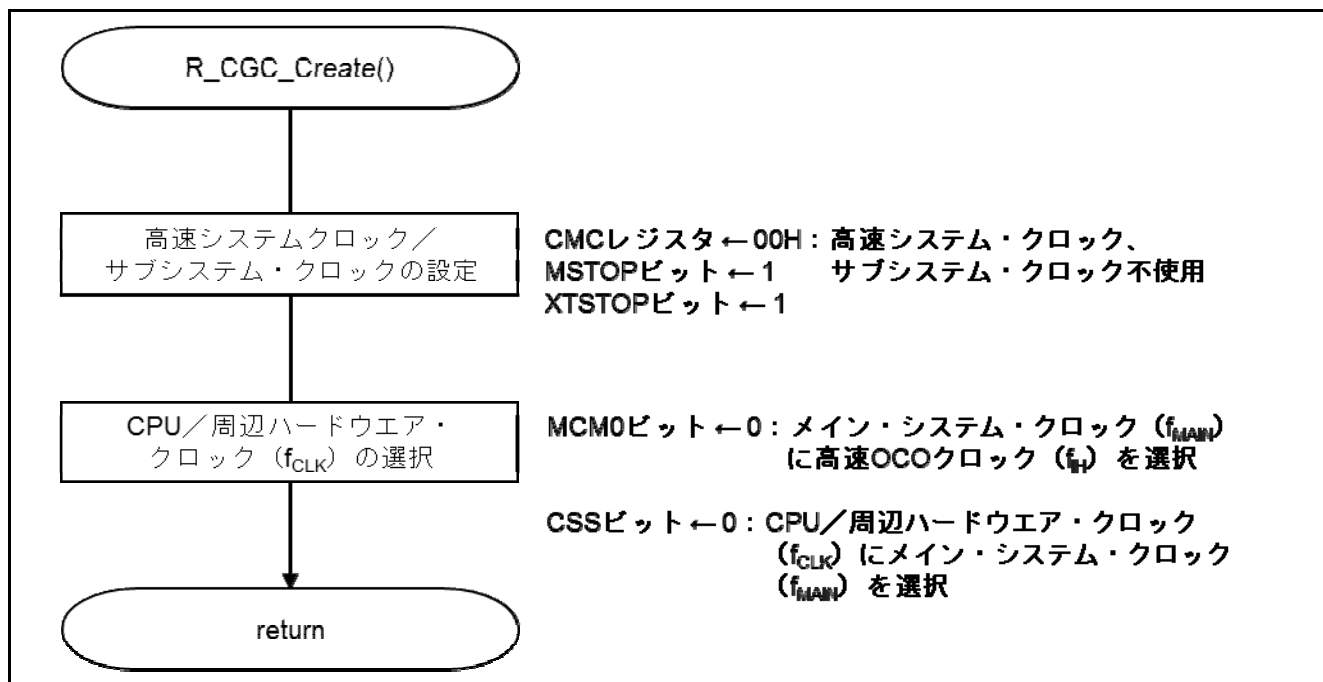 R_CGC_Create()
高速システムクロック／
サブシステム・クロックの設定
CMCレジスタ←00H：高速システム・クロック、
MSTOPビット←1　　サブシステム・クロック不使用
XTSTOPビット←1
CPU／周辺ハードウエア・
クロック（fCLK）の選択
MCM0ビット←0：メイン・システム・クロック（fMAIN）
に高速OCOクロック（fIH）を選択
CSSビット←0：CPU／周辺ハードウエア・クロック
（fCLK）にメイン・システム・クロック
（fMAIN）を選択
return